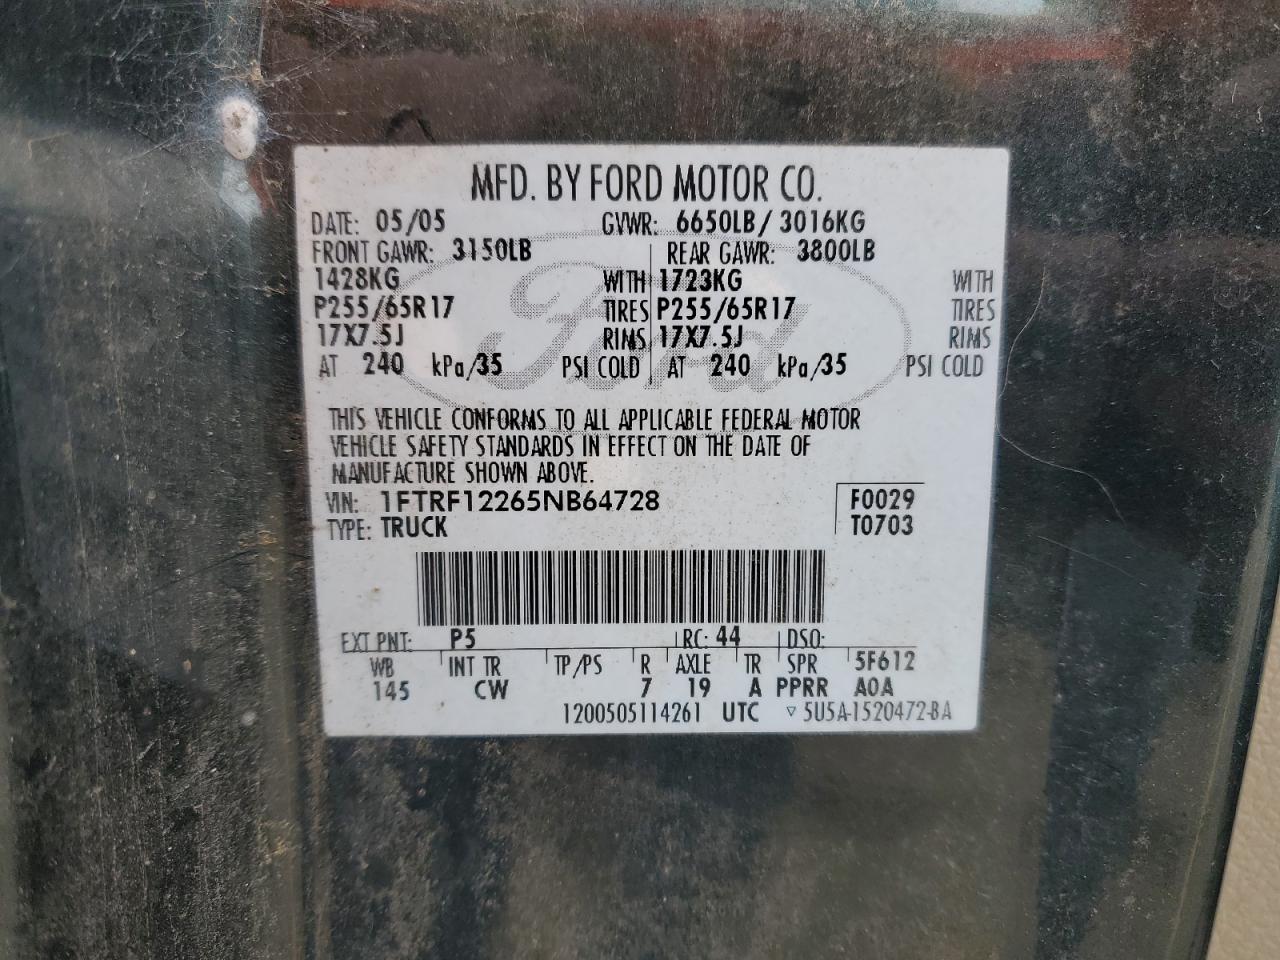 MFD. BY FORD MOTOR CO.
DATE: 05/05 GVWR: 6650LB/ 3016KG
FRONT GAWR: 3150LB REAR GAWR: 3800LB
1428KG WITH 1723KG WITH
P255/65R17 TIRES P255/65R17 TIRES
17X7.5J RIMS 17X7.5J RIMS
AT 240 kPa/35 PSI COLD AT 240 kPa/35 PSI COLD
Ford
THIS VEHICLE CONFORMS TO ALL APPLICABLE FEDERAL MOTOR
VEHICLE SAFETY STANDARDS IN EFFECT ON THE DATE OF
MANUFACTURE SHOWN ABOVE.
VIN: 1FTRF12265NB64728 F0029
TYPE: TRUCK T0703
EXT PNT: P5 RC: 44 DSO:
WB INT TR TP/PS R AXLE TR SPR 5F612
145 CW 7 19 A PPRR A0A
1200505114261 UTC ▽ 5U5A-1520472-BA